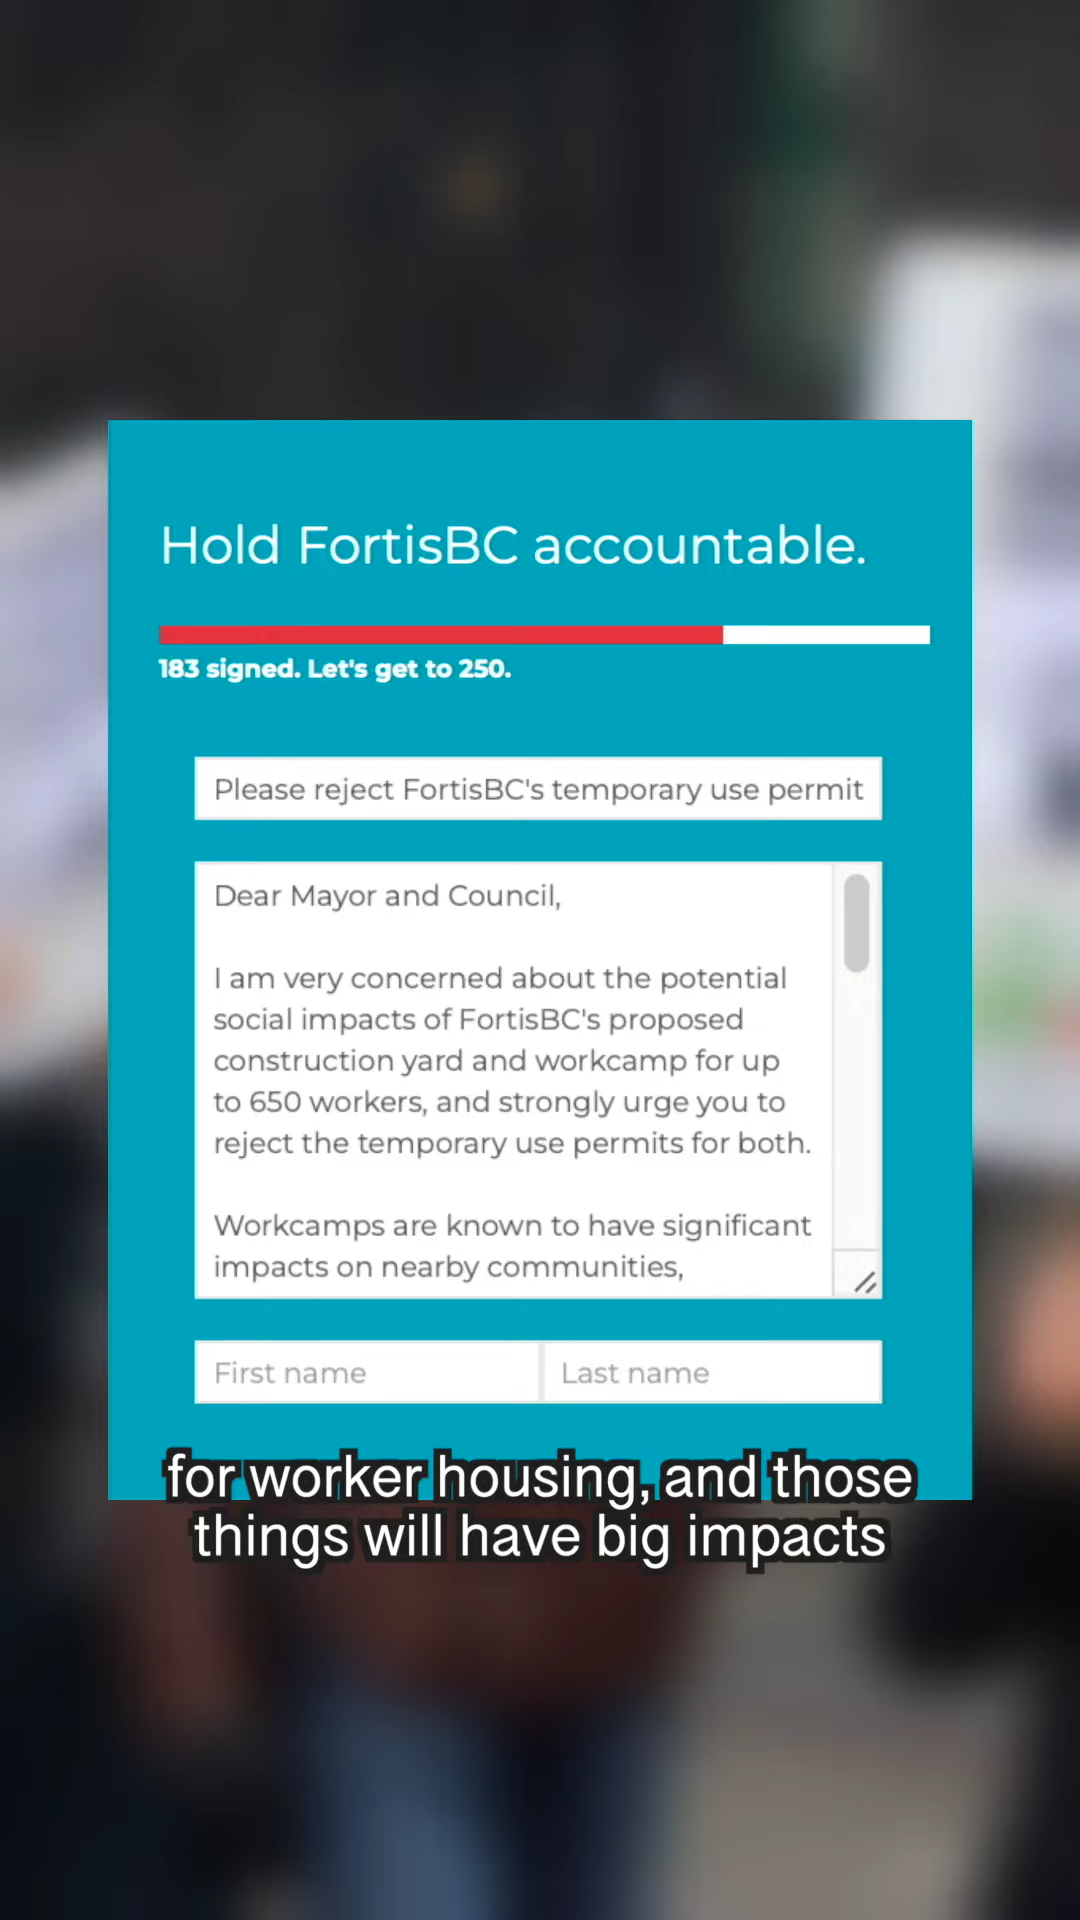 Hold FortisBC accountable.
183 signed. Let's get to 250.
Please reject FortisBC's temporary use permit
Dear Mayor and Council,
I am very concerned about the potential
social impacts of FortisBC's proposed
construction yard and workcamp for up
to 650 workers, and strongly urge you to
reject the temporary use permits for both.
Workcamps are known to have significant
impacts on nearby communities,
First name
Last name
for worker housing, and those
things will have big impacts